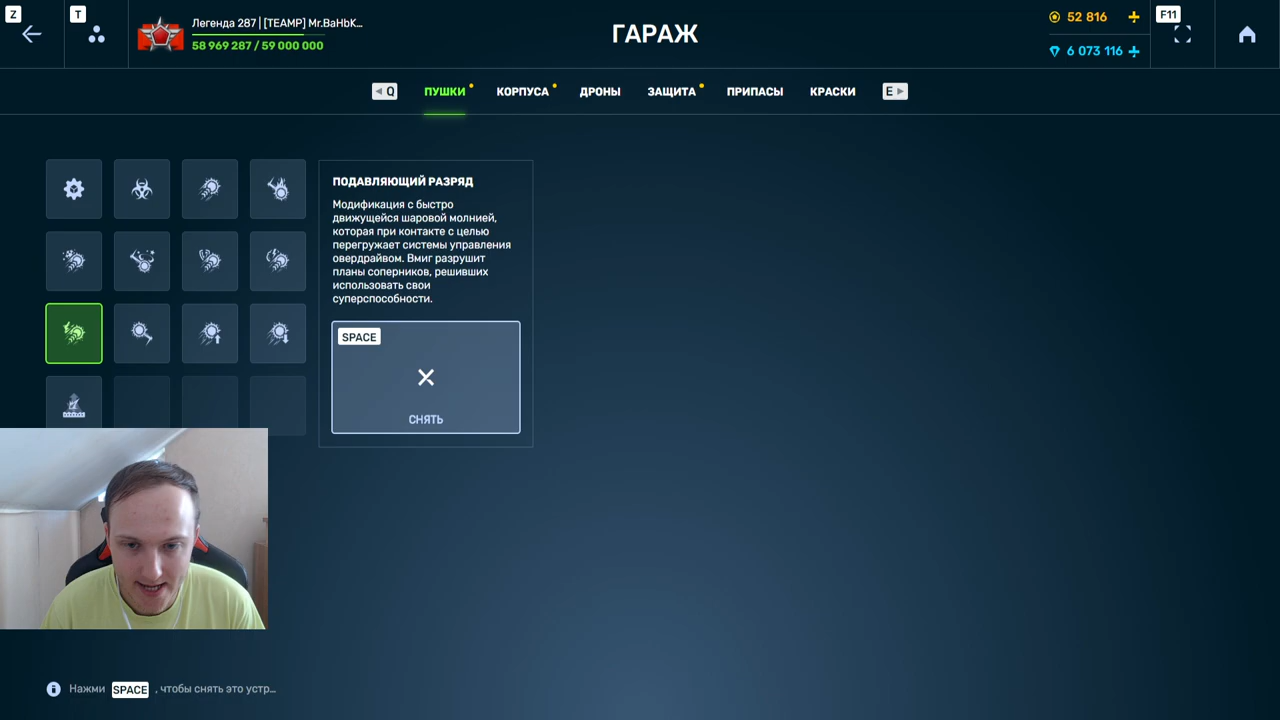 Z
T
Легенда 287 | [TEAMP] Mr.BaHbK...
58 969 287 / 59 000 000
ГАРАЖ
52 816
6 073 116
F11
Q
ПУШКИ
КОРПУСА
ДРОНЫ
ЗАЩИТА
ПРИПАСЫ
КРАСКИ
E
ПОДАВЛЯЮЩИЙ РАЗРЯД
Модификация с быстро
движущейся шаровой молнией,
которая при контакте с целью
перегружает системы управления
овердрайвом. Вмиг разрушит
планы соперников, решивших
использовать свои
суперспособности.
SPACE
СНЯТЬ
Нажми SPACE , чтобы снять это устр...